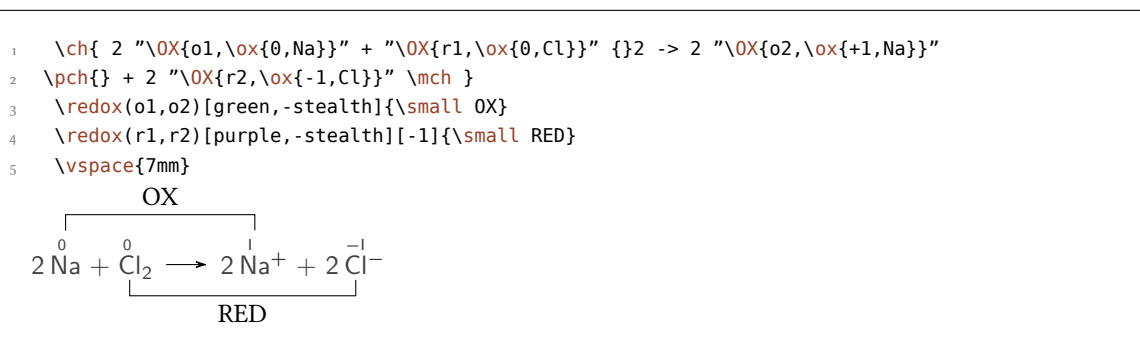 1 \ch{ 2 ”\OX{o1,\ox{0,Na}}” + ”\OX{r1,\ox{0,Cl}}” {}2 -> 2 ”\OX{o2,\ox{+1,Na}}”
2 \pch{} + 2 ”\OX{r2,\ox{-1,Cl}}” \mch }
3 \redox(o1,o2)[green,-stealth]{\small OX}
4 \redox(r1,r2)[purple,-stealth][-1]{\small RED}
5 \vspace{7mm}
OX
0 0 I −I
2 Na + Cl₂ ⟶ 2 Na⁺ + 2 Cl⁻
RED